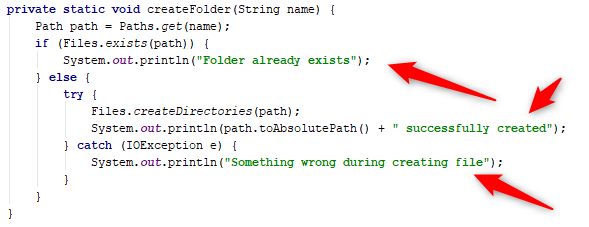 private static void createFolder(String name) {
    Path path = Paths.get(name);
    if (Files.exists(path)) {
        System.out.println("Folder already exists");
    } else {
        try {
            Files.createDirectories(path);
            System.out.println(path.toAbsolutePath() + " successfully created");
        } catch (IOException e) {
            System.out.println("Something wrong during creating file");
        }
    }
}